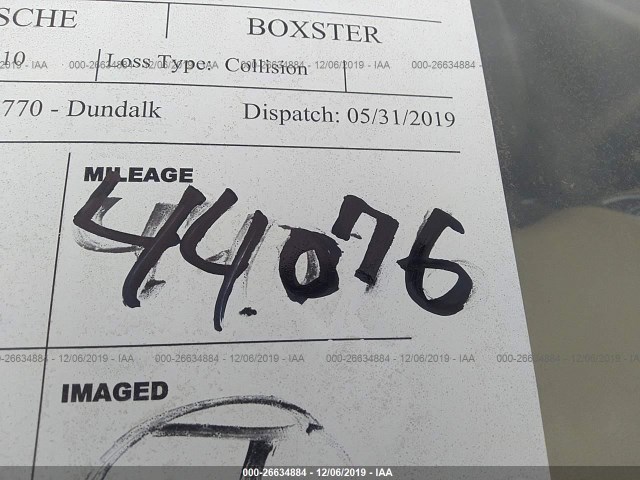 SCHE BOXSTER
10 Loss Type: Collision
770 - Dundalk Dispatch: 05/31/2019
MILEAGE
44076
IMAGED
000-26634884 - 12/06/2019 - IAA